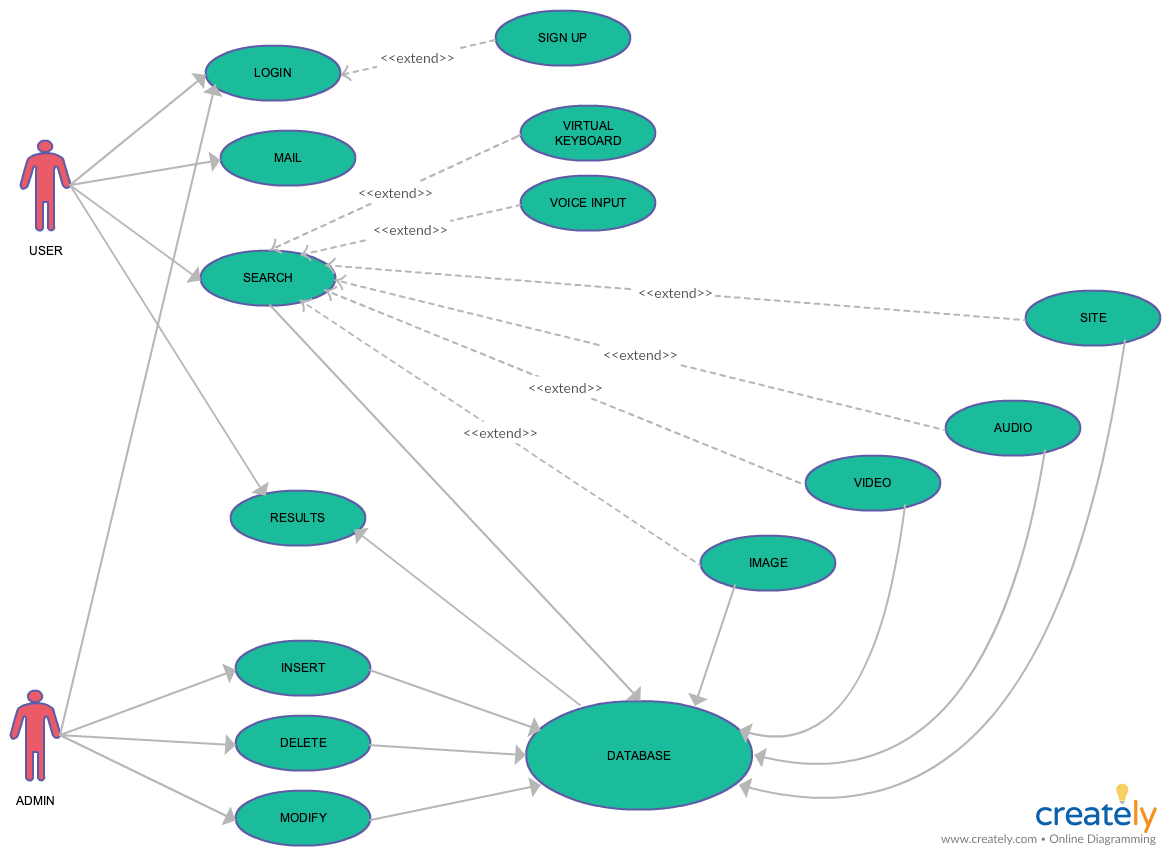 SIGN UP
<<extend>>
LOGIN
VIRTUAL
KEYBOARD
MAIL
<<extend>>
VOICE INPUT
<<extend>>
USER
SEARCH
<<extend>>
SITE
<<extend>>
<<extend>>
AUDIO
<<extend>>
VIDEO
RESULTS
IMAGE
INSERT
DELETE
DATABASE
ADMIN
MODIFY
creately
www.creately.com • Online Diagramming